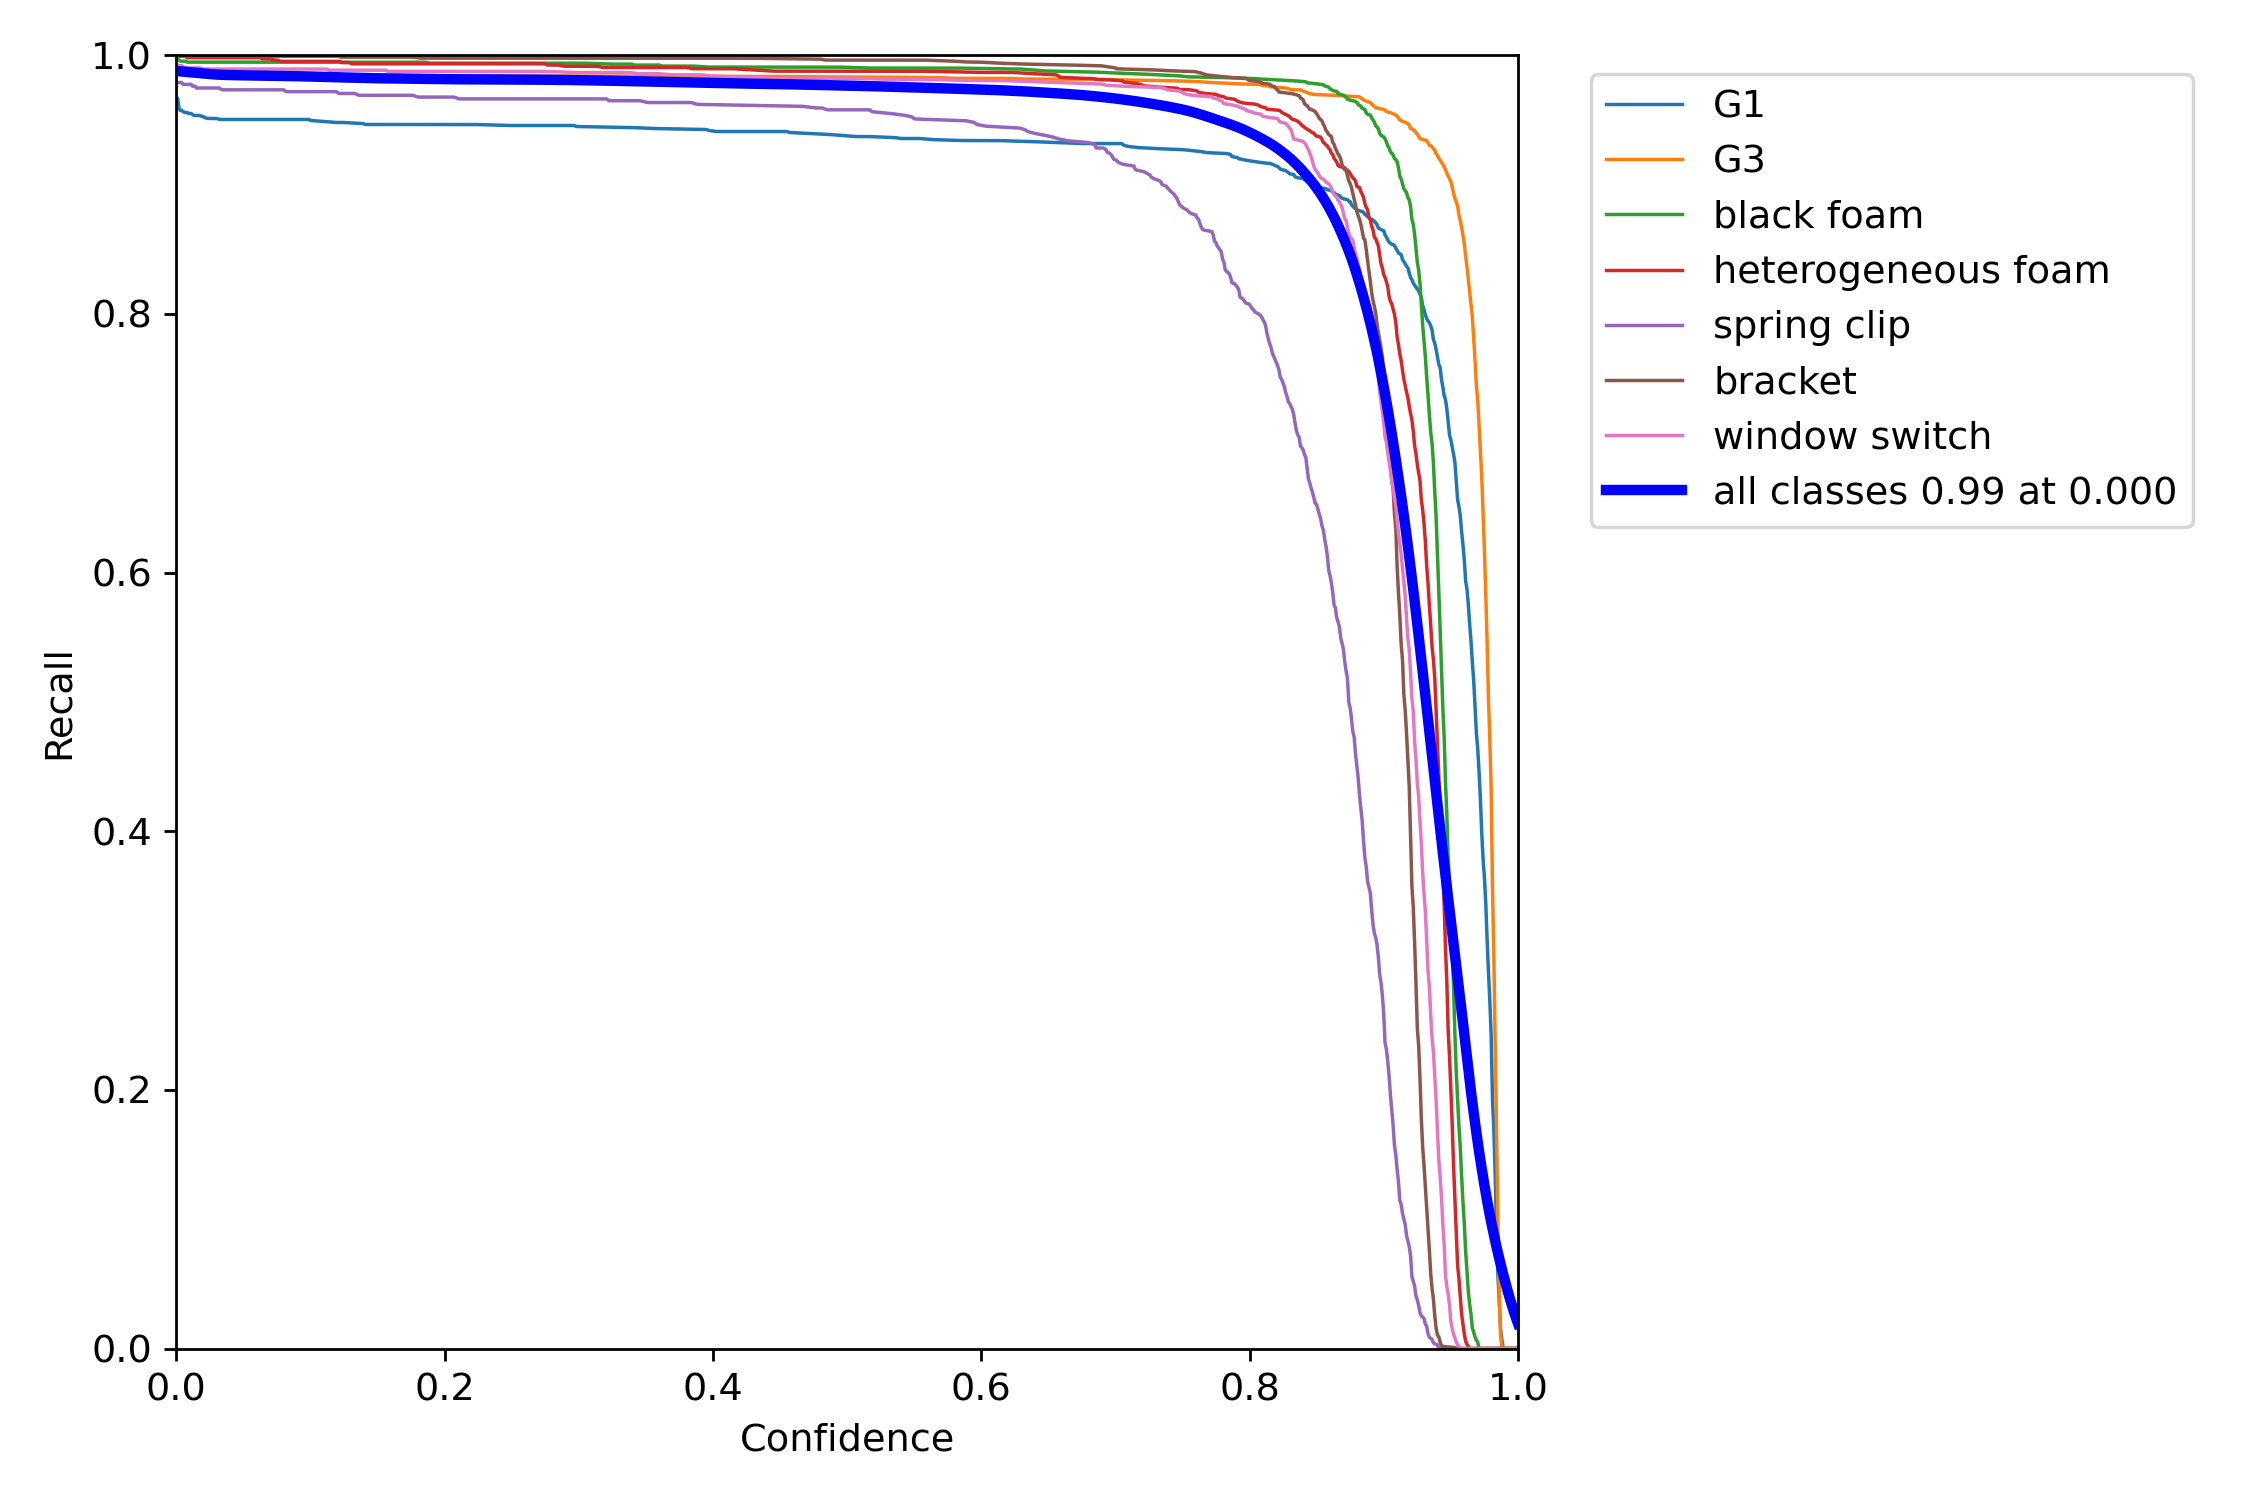 1.0
0.8
0.6
0.4
0.2
0.0
Recall
0.0 0.2 0.4 0.6 0.8 1.0
Confidence
G1
G3
black foam
heterogeneous foam
spring clip
bracket
window switch
all classes 0.99 at 0.000